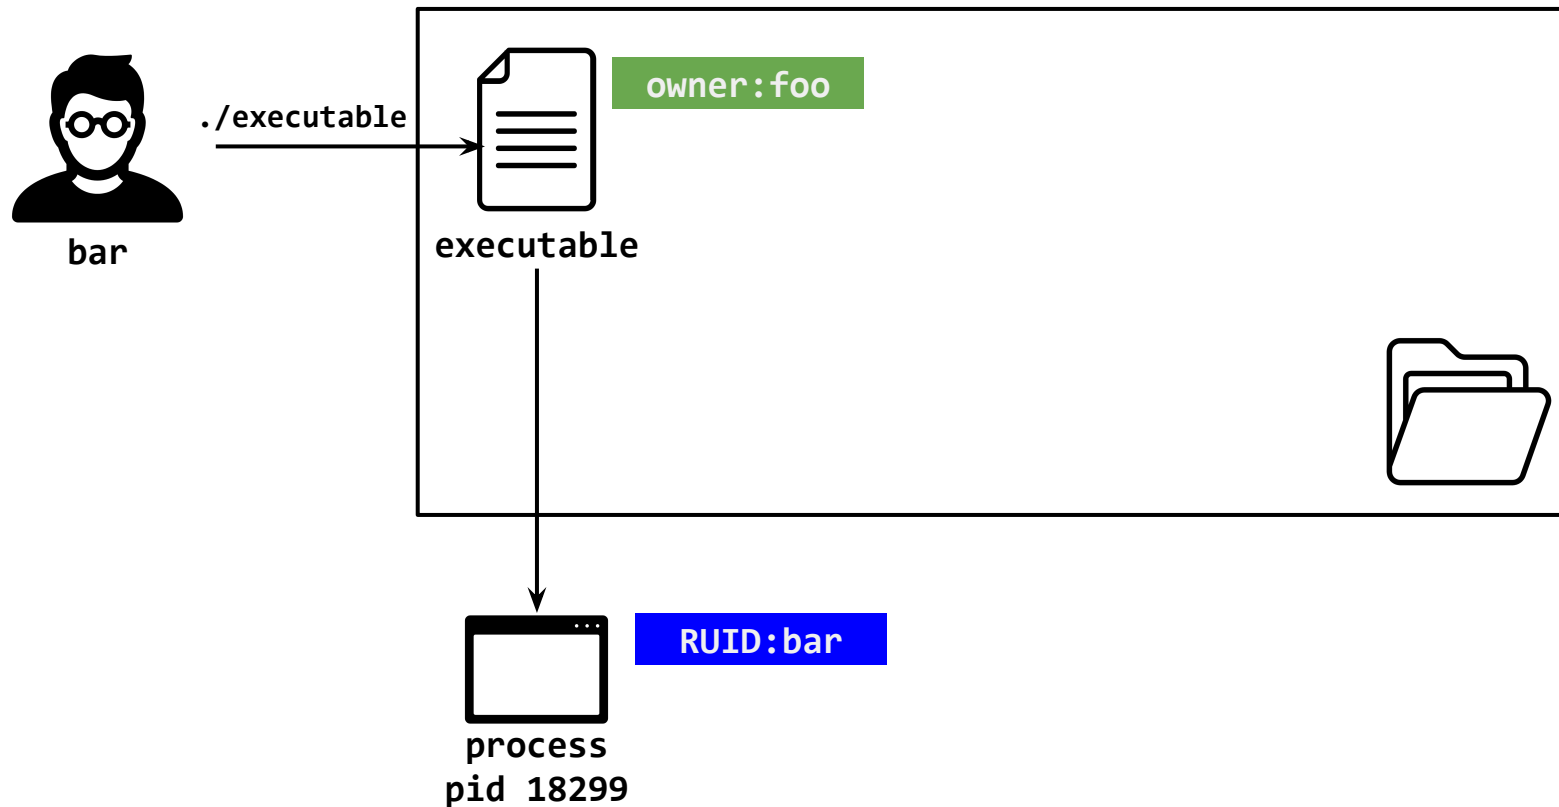 owner:foo
./executable
bar
executable
RUID:bar
process
pid 18299